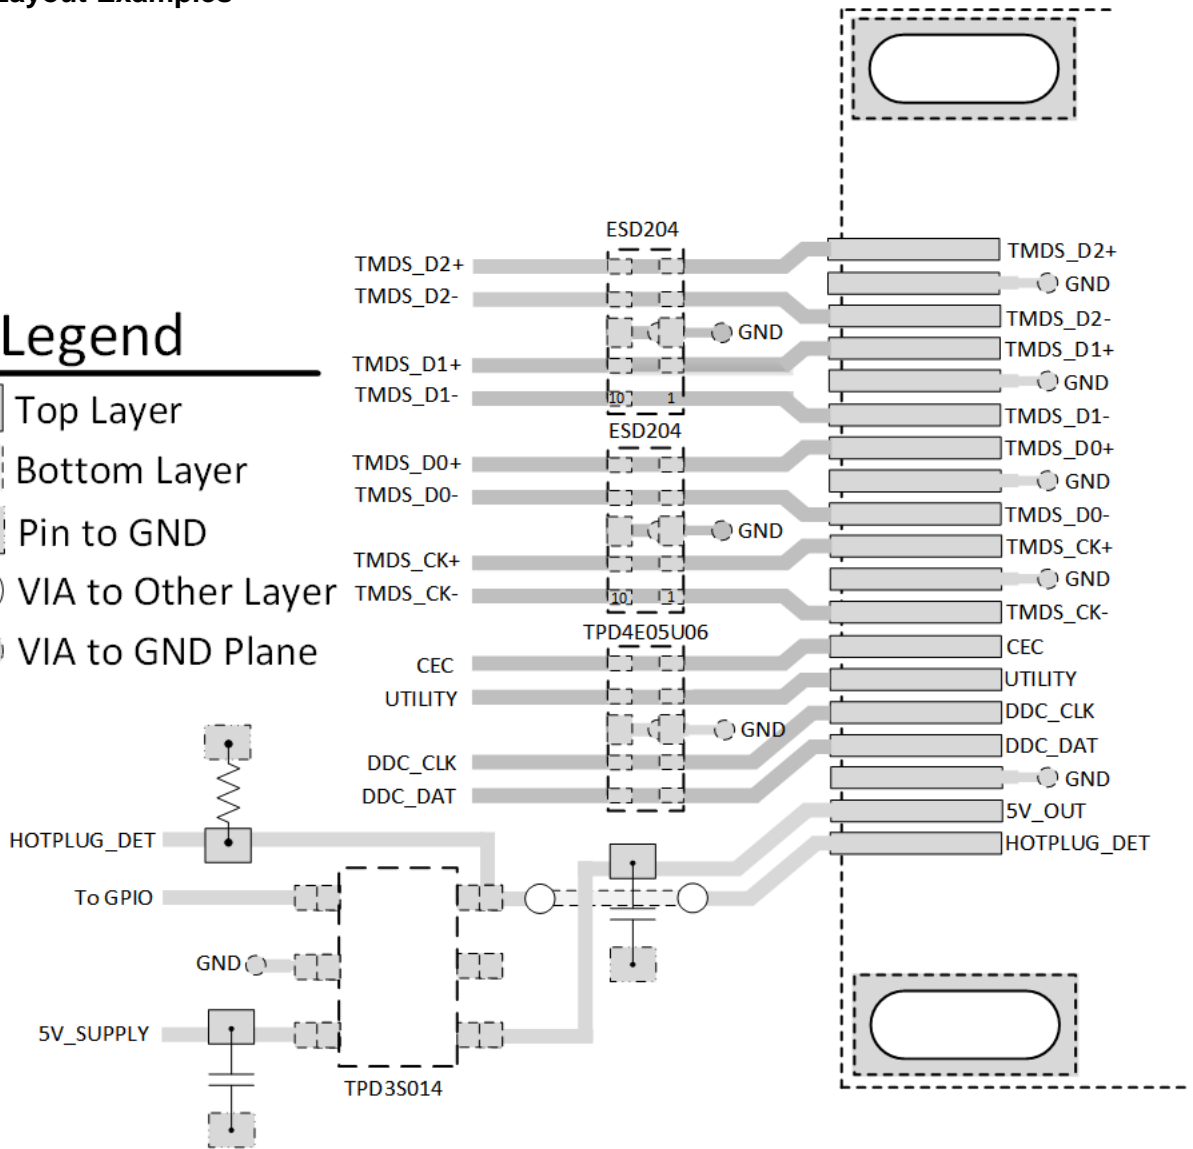 Layout Examples
Legend
Top Layer
Bottom Layer
Pin to GND
VIA to Other Layer
VIA to GND Plane
ESD204
TMDS_D2+
TMDS_D2-
GND
TMDS_D1+
TMDS_D1-
10 1
ESD204
TMDS_D0+
TMDS_D0-
GND
TMDS_CK+
TMDS_CK-
10 1
TPD4E05U06
CEC
UTILITY
GND
DDC_CLK
DDC_DAT
HOTPLUG_DET
To GPIO
GND
5V_SUPPLY
TPD3S014
TMDS_D2+
GND
TMDS_D2-
TMDS_D1+
GND
TMDS_D1-
TMDS_D0+
GND
TMDS_D0-
TMDS_CK+
GND
TMDS_CK-
CEC
UTILITY
DDC_CLK
DDC_DAT
GND
5V_OUT
HOTPLUG_DET